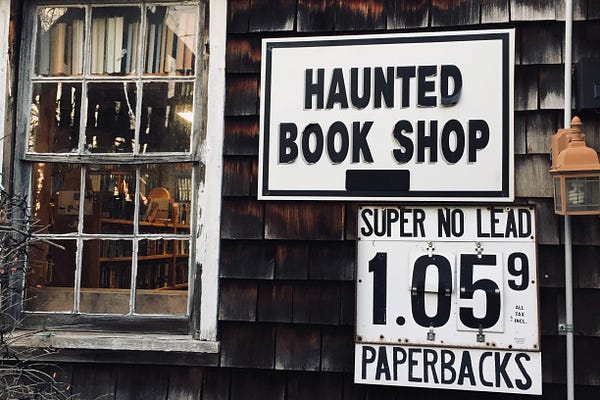 HAUNTED
BOOK SHOP
SUPER NO LEAD
1.05 9
ALL
TAX
INCL.
PAPERBACKS